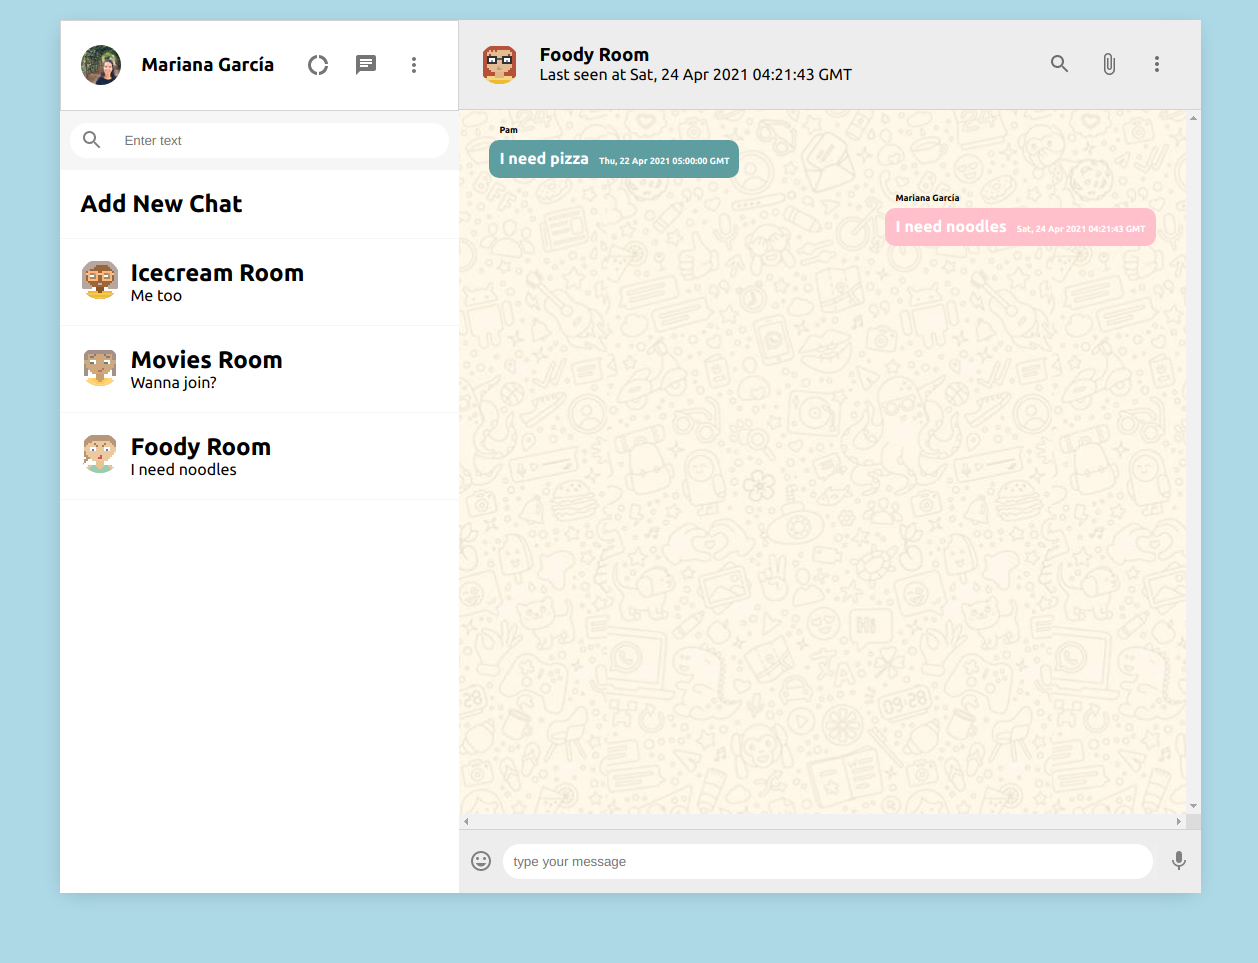 Mariana García
Enter text
Add New Chat
Icecream Room
Me too
Movies Room
Wanna join?
Foody Room
I need noodles
Foody Room
Last seen at Sat, 24 Apr 2021 04:21:43 GMT
Pam
I need pizza Thu, 22 Apr 2021 05:00:00 GMT
Mariana García
I need noodles Sat, 24 Apr 2021 04:21:43 GMT
Hi
09:28
type your message